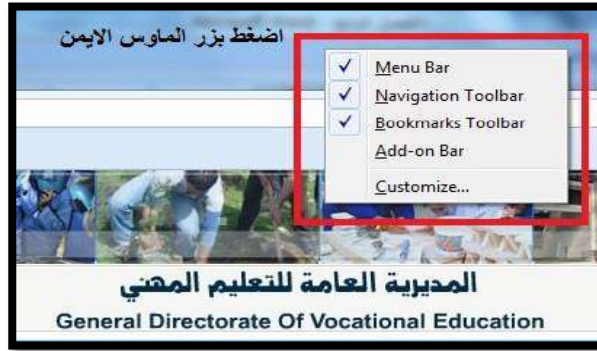 اضغط بزر الماوس الايمن
Menu Bar
Navigation Toolbar
Bookmarks Toolbar
Add-on Bar
Customize...
المديرية العامة للتعليم المهني
General Directorate Of Vocational Education